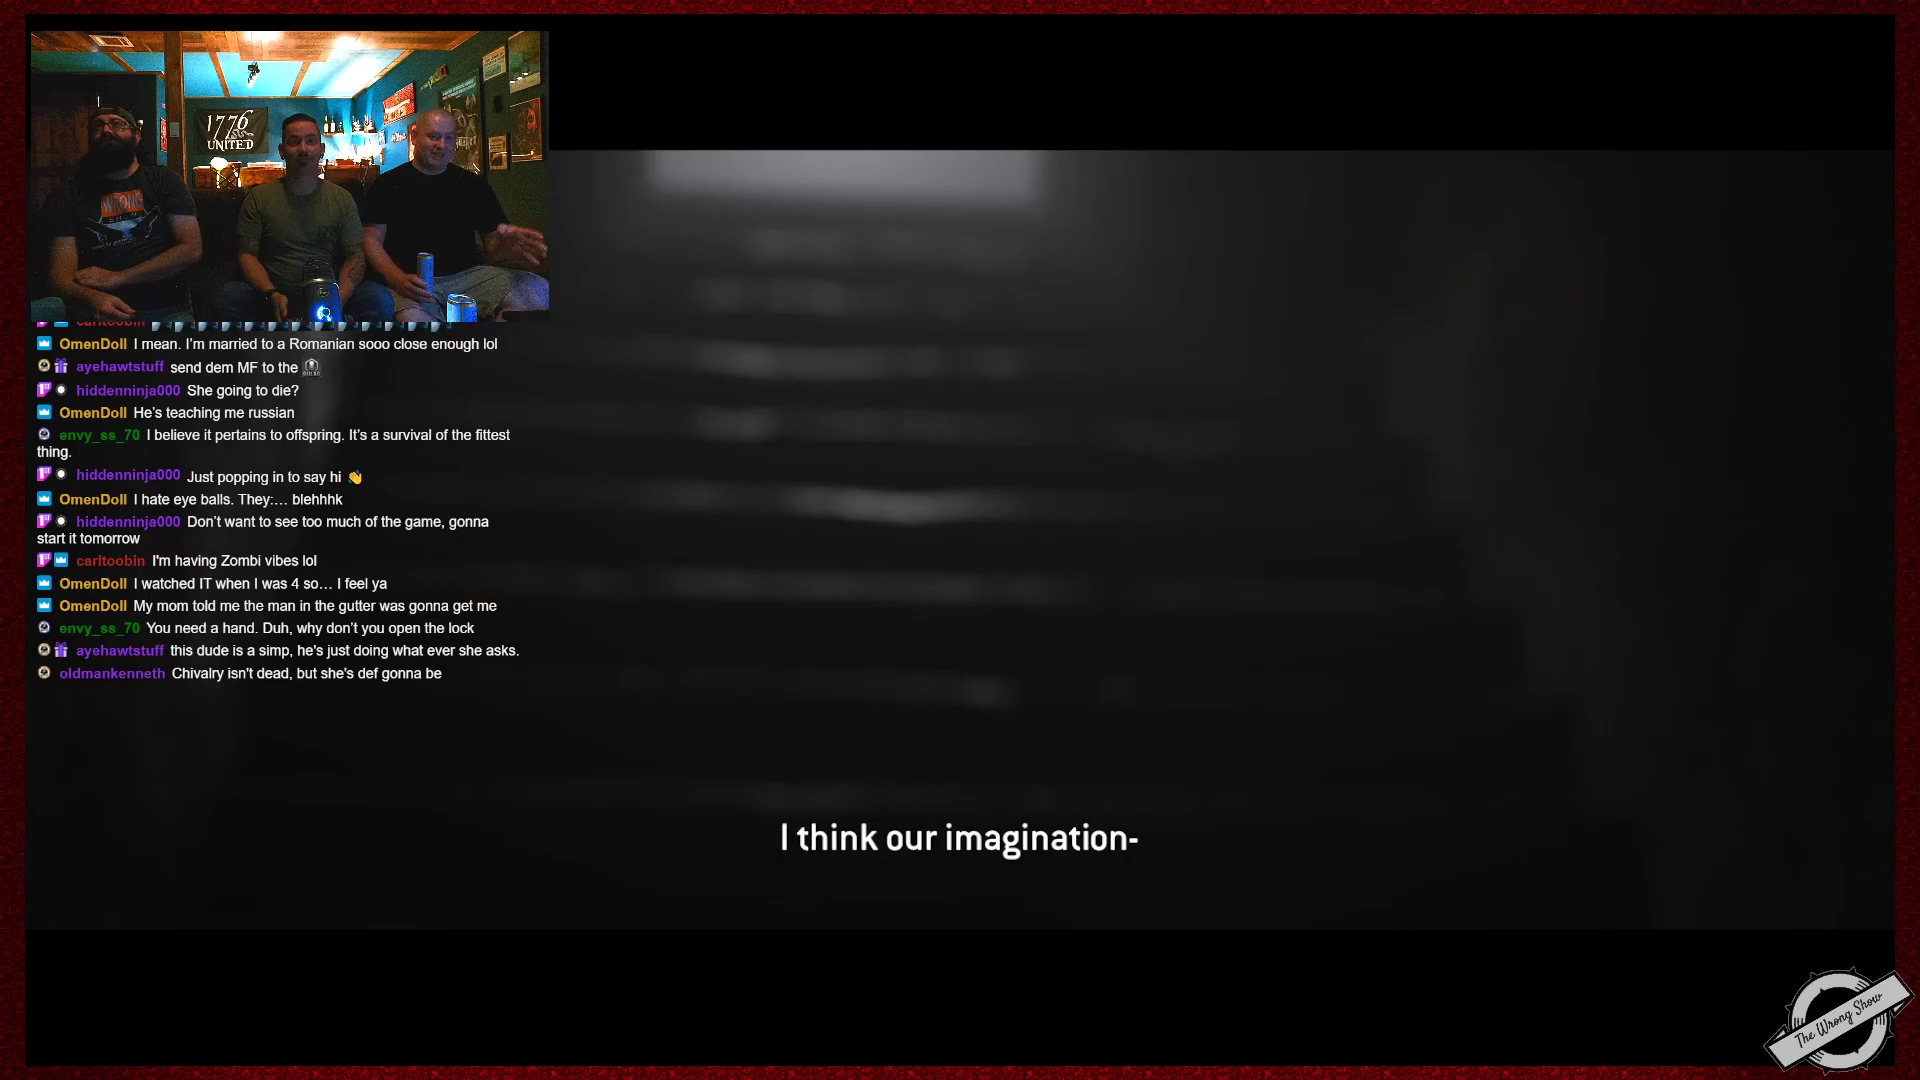 1776
UNITED
WRONG
carltoobin
OmenDoll I mean. I'm married to a Romanian sooo close enough lol
ayehawtstuff send dem MF to the
hiddenninja000 She going to die?
OmenDoll He's teaching me russian
envy_ss_70 I believe it pertains to offspring. It's a survival of the fittest
thing.
hiddenninja000 Just popping in to say hi 👋
OmenDoll I hate eye balls. They:… blehhhk
hiddenninja000 Don't want to see too much of the game, gonna
start it tomorrow
carltoobin I'm having Zombi vibes lol
OmenDoll I watched IT when I was 4 so… I feel ya
OmenDoll My mom told me the man in the gutter was gonna get me
envy_ss_70 You need a hand. Duh, why don't you open the lock
ayehawtstuff this dude is a simp, he's just doing what ever she asks.
oldmankenneth Chivalry isn't dead, but she's def gonna be
I think our imagination-
The Wrong Show